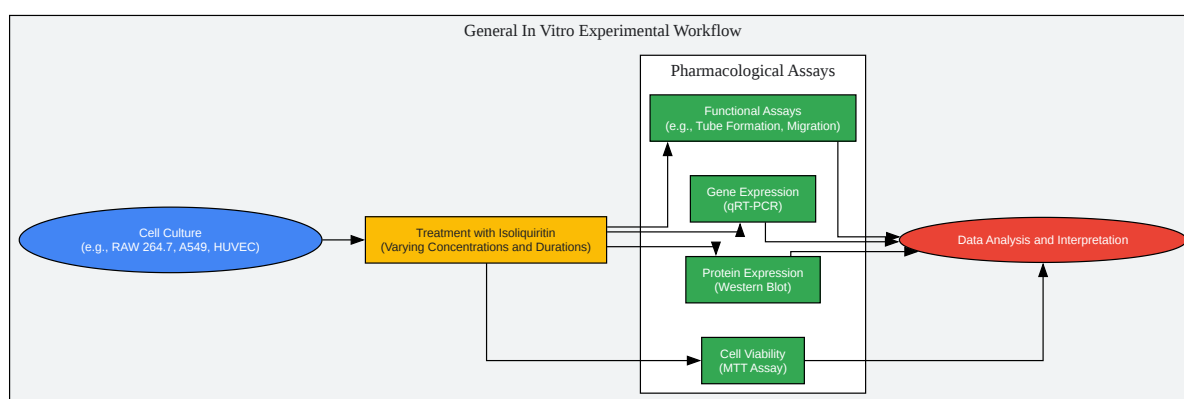 General In Vitro Experimental Workflow
Pharmacological Assays
Functional Assays
(e.g., Tube Formation, Migration)
Gene Expression
(qRT-PCR)
Cell Culture
(e.g., RAW 264.7, A549, HUVEC)
Treatment with Isoliquiritin
(Varying Concentrations and Durations)
Data Analysis and Interpretation
Protein Expression
(Western Blot)
Cell Viability
(MTT Assay)